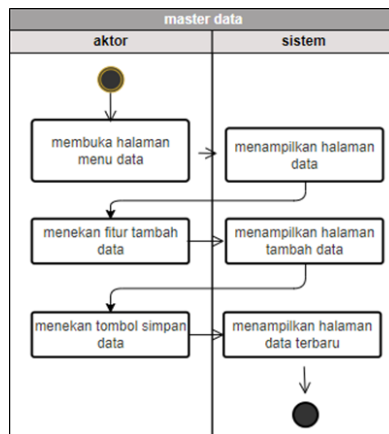 master data
aktor
sistem
membuka halaman
menu data
menampilkan halaman
data
menekan fitur tambah
data
menampilkan halaman
tambah data
menekan tombol simpan
data
menampilkan halaman
data terbaru